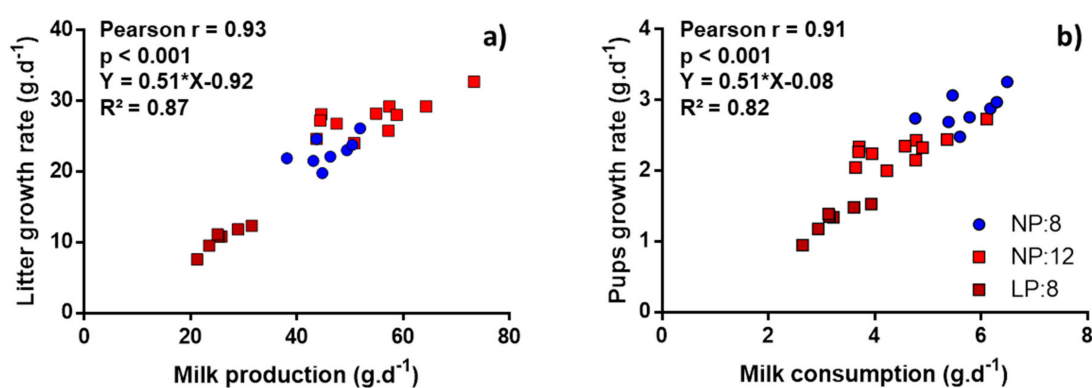 Pearson r = 0.93
p < 0.001
Y = 0.51*X-0.92
R² = 0.87
a)
Litter growth rate (g.d⁻¹)
40
30
20
10
0
0 20 40 60 80
Milk production (g.d⁻¹)
Pearson r = 0.91
p < 0.001
Y = 0.51*X-0.08
R² = 0.82
b)
Pups growth rate (g.d⁻¹)
4
3
2
1
0
0 2 4 6 8
Milk consumption (g.d⁻¹)
NP:8
NP:12
LP:8